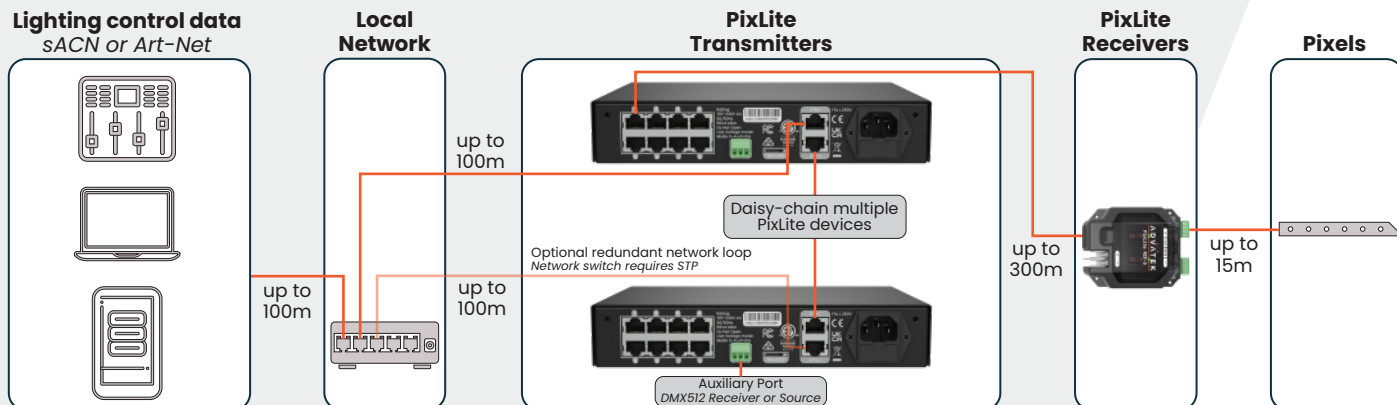 Lighting control data
sACN or Art-Net
Local
Network
PixLite
Transmitters
PixLite
Receivers
Pixels
up to
100m
up to
100m
up to
100m
Daisy-chain multiple
PixLite devices
Optional redundant network loop
Network switch requires STP
Auxiliary Port
DMX512 Receiver or Source
up to
300m
ADVATEK
up to
15m